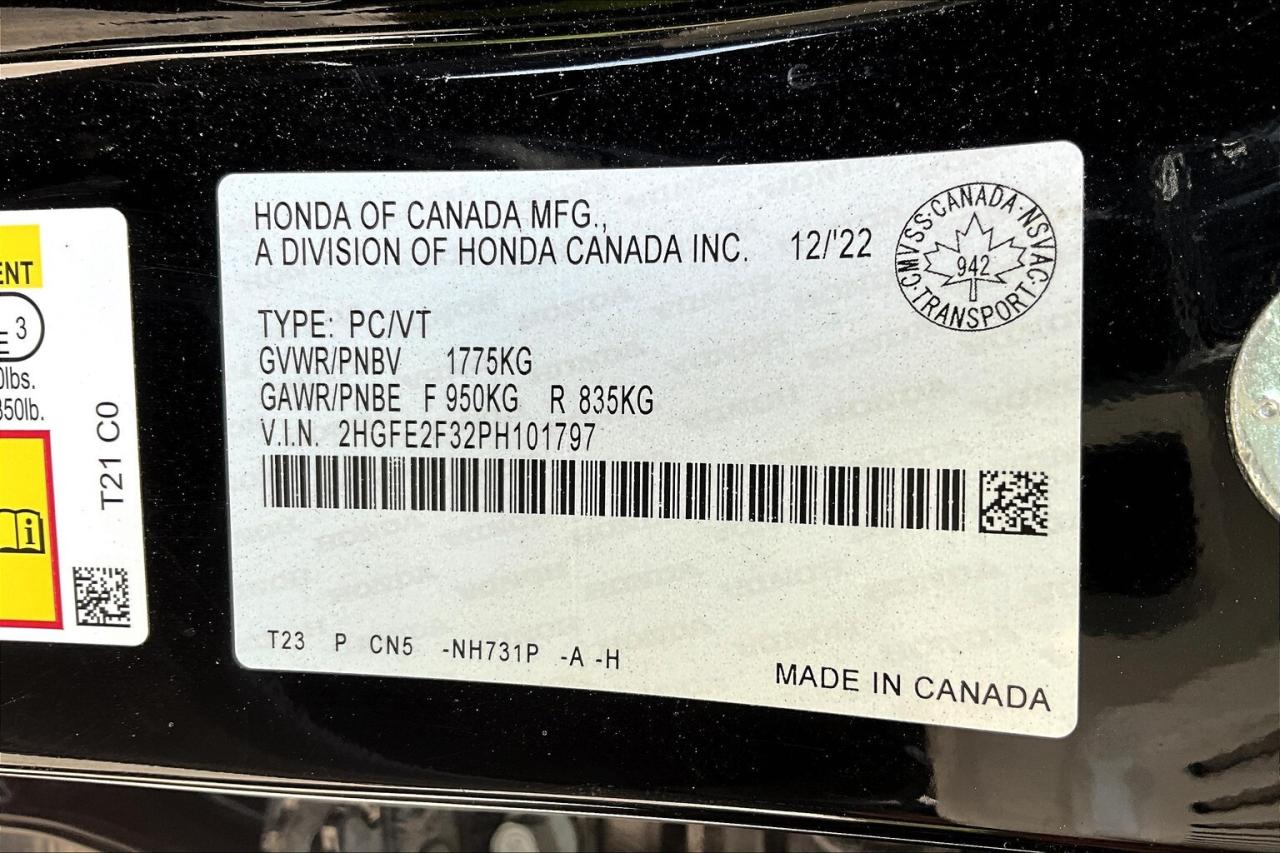 HONDA OF CANADA MFG.,
A DIVISION OF HONDA CANADA INC. 12/'22
CMVSS·CANADA·NSVAC·TRANSPORT·
942
TYPE: PC/VT
GVWR/PNBV 1775KG
GAWR/PNBE F 950KG R 835KG
V.I.N. 2HGFE2F32PH101797
T23 P CN5 -NH731P -A -H
MADE IN CANADA
ENT
E 3
0lbs.
850lb.
T21 C0
i